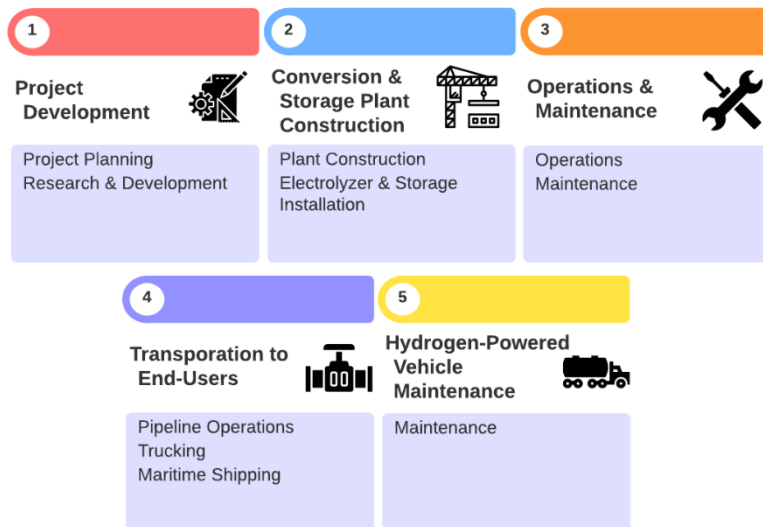 1
Project
Development
Project Planning
Research & Development
2
Conversion &
Storage Plant
Construction
Plant Construction
Electrolyzer & Storage
Installation
3
Operations &
Maintenance
Operations
Maintenance
4
Transporation to
End-Users
Pipeline Operations
Trucking
Maritime Shipping
5
Hydrogen-Powered
Vehicle
Maintenance
Maintenance